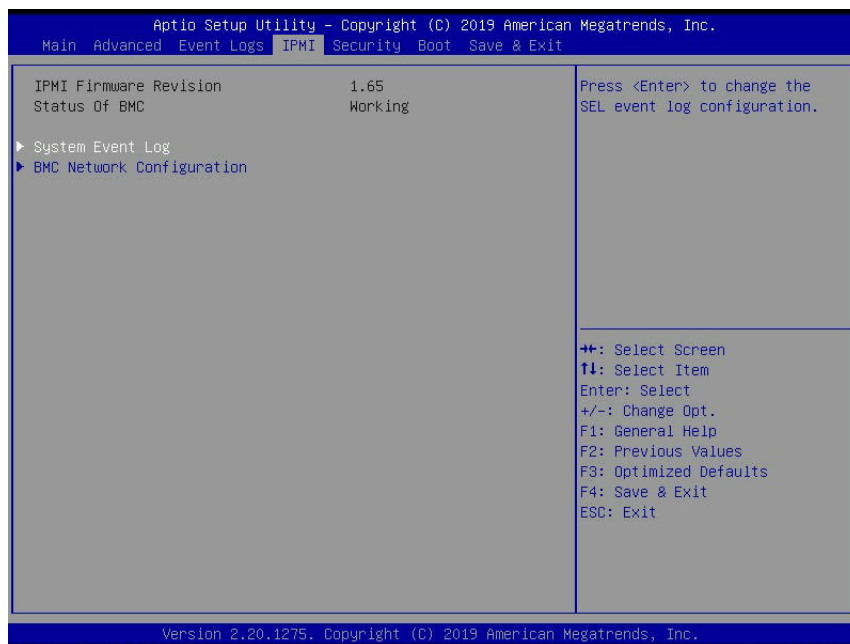 Aptio Setup Utility – Copyright (C) 2019 American Megatrends, Inc.
Main Advanced Event Logs IPMI Security Boot Save & Exit
IPMI Firmware Revision 1.65
Status Of BMC Working
▶ System Event Log
▶ BMC Network Configuration
Press <Enter> to change the
SEL event log configuration.
→←: Select Screen
↑↓: Select Item
Enter: Select
+/-: Change Opt.
F1: General Help
F2: Previous Values
F3: Optimized Defaults
F4: Save & Exit
ESC: Exit
Version 2.20.1275. Copyright (C) 2019 American Megatrends, Inc.